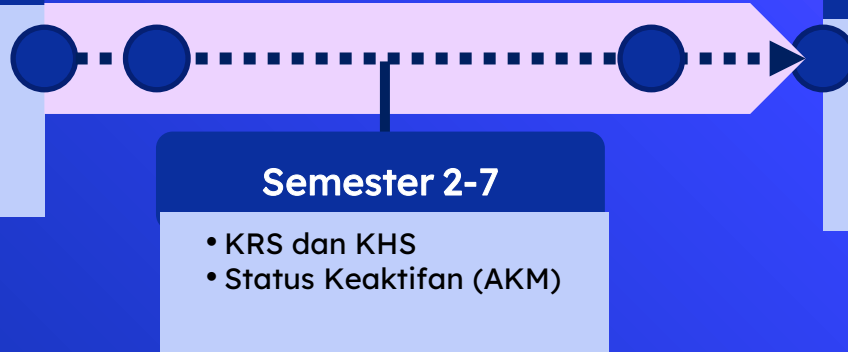 Semester 2-7
• KRS dan KHS
• Status Keaktifan (AKM)